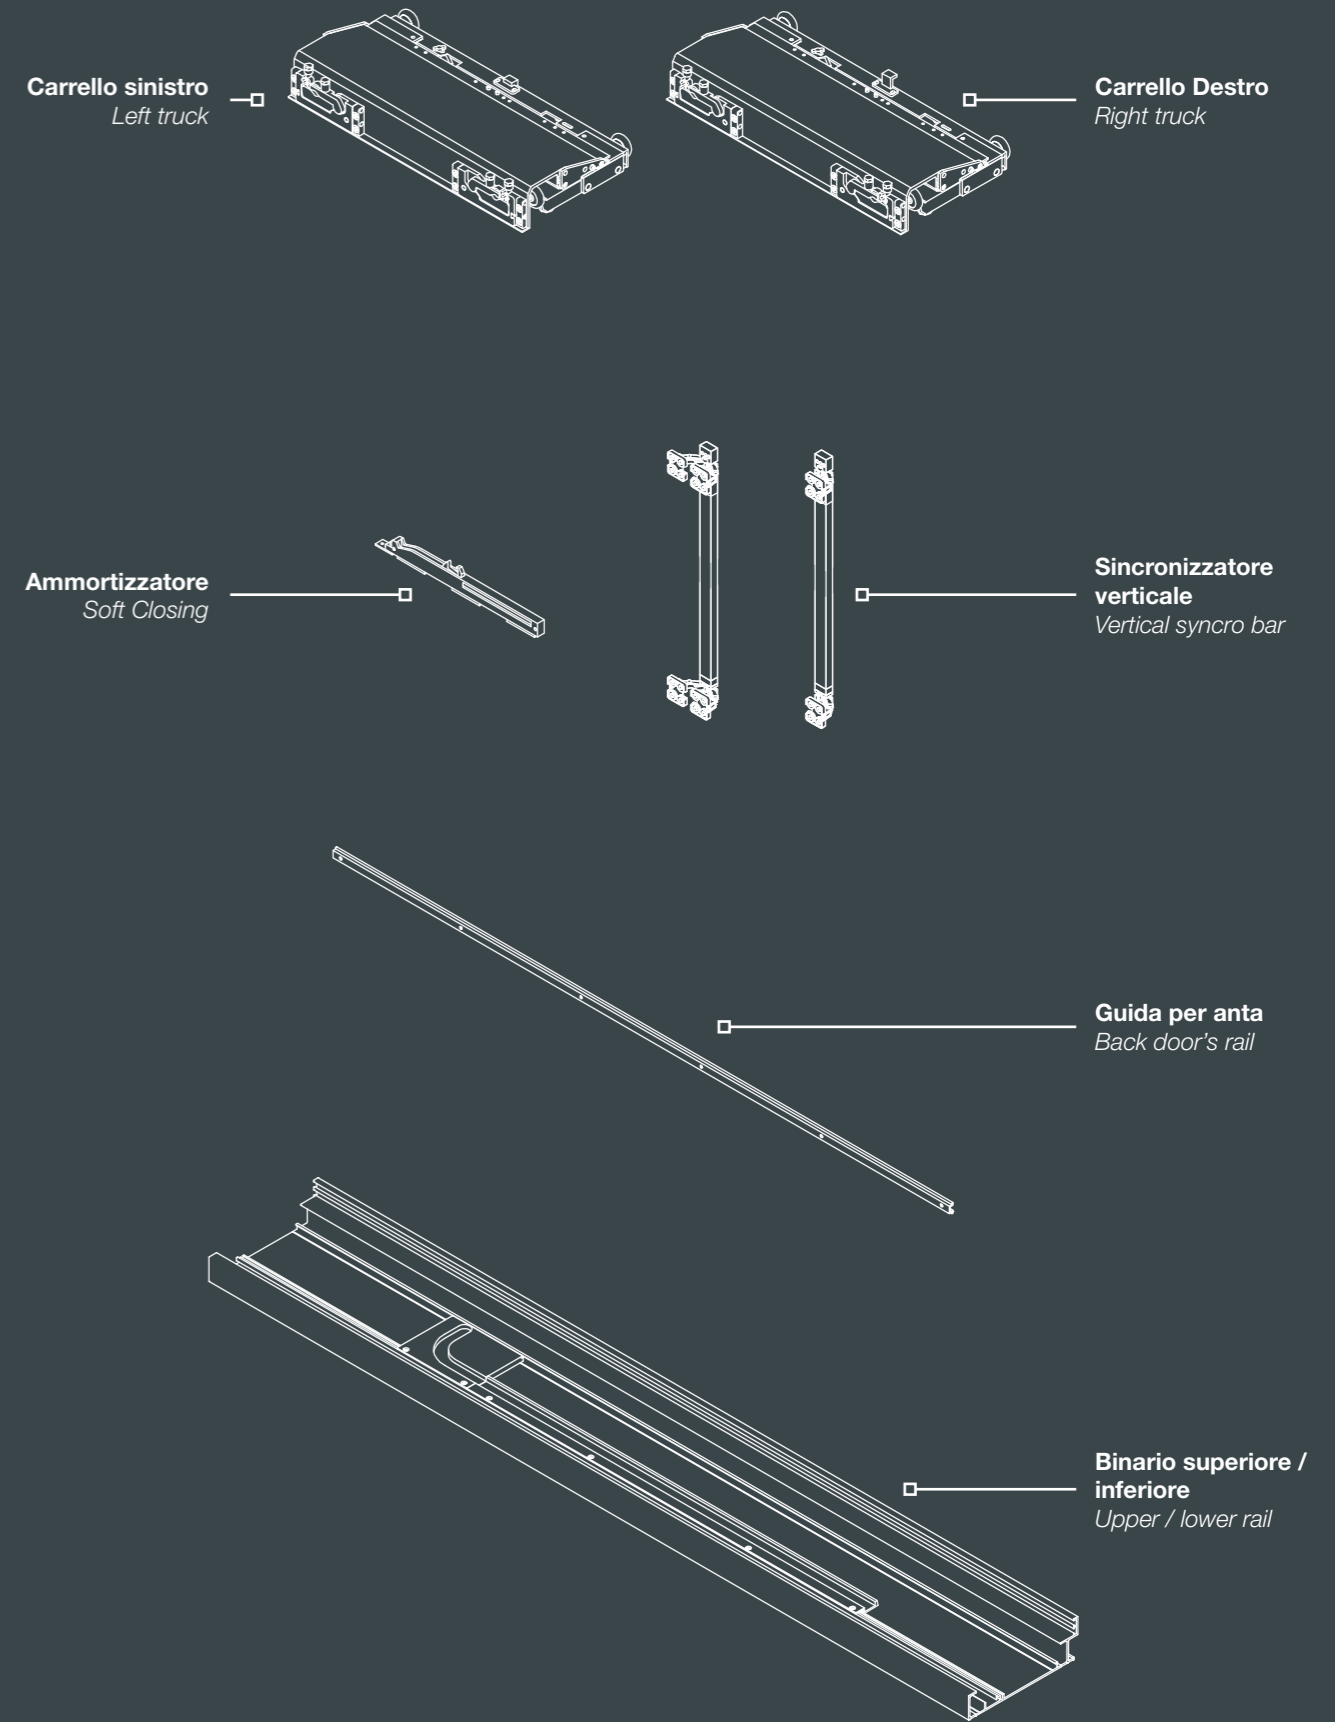 Carrello sinistro
Left truck
Carrello Destro
Right truck
Ammortizzatore
Soft Closing
Sincronizzatore
verticale
Vertical syncro bar
Guida per anta
Back door's rail
Binario superiore /
inferiore
Upper / lower rail